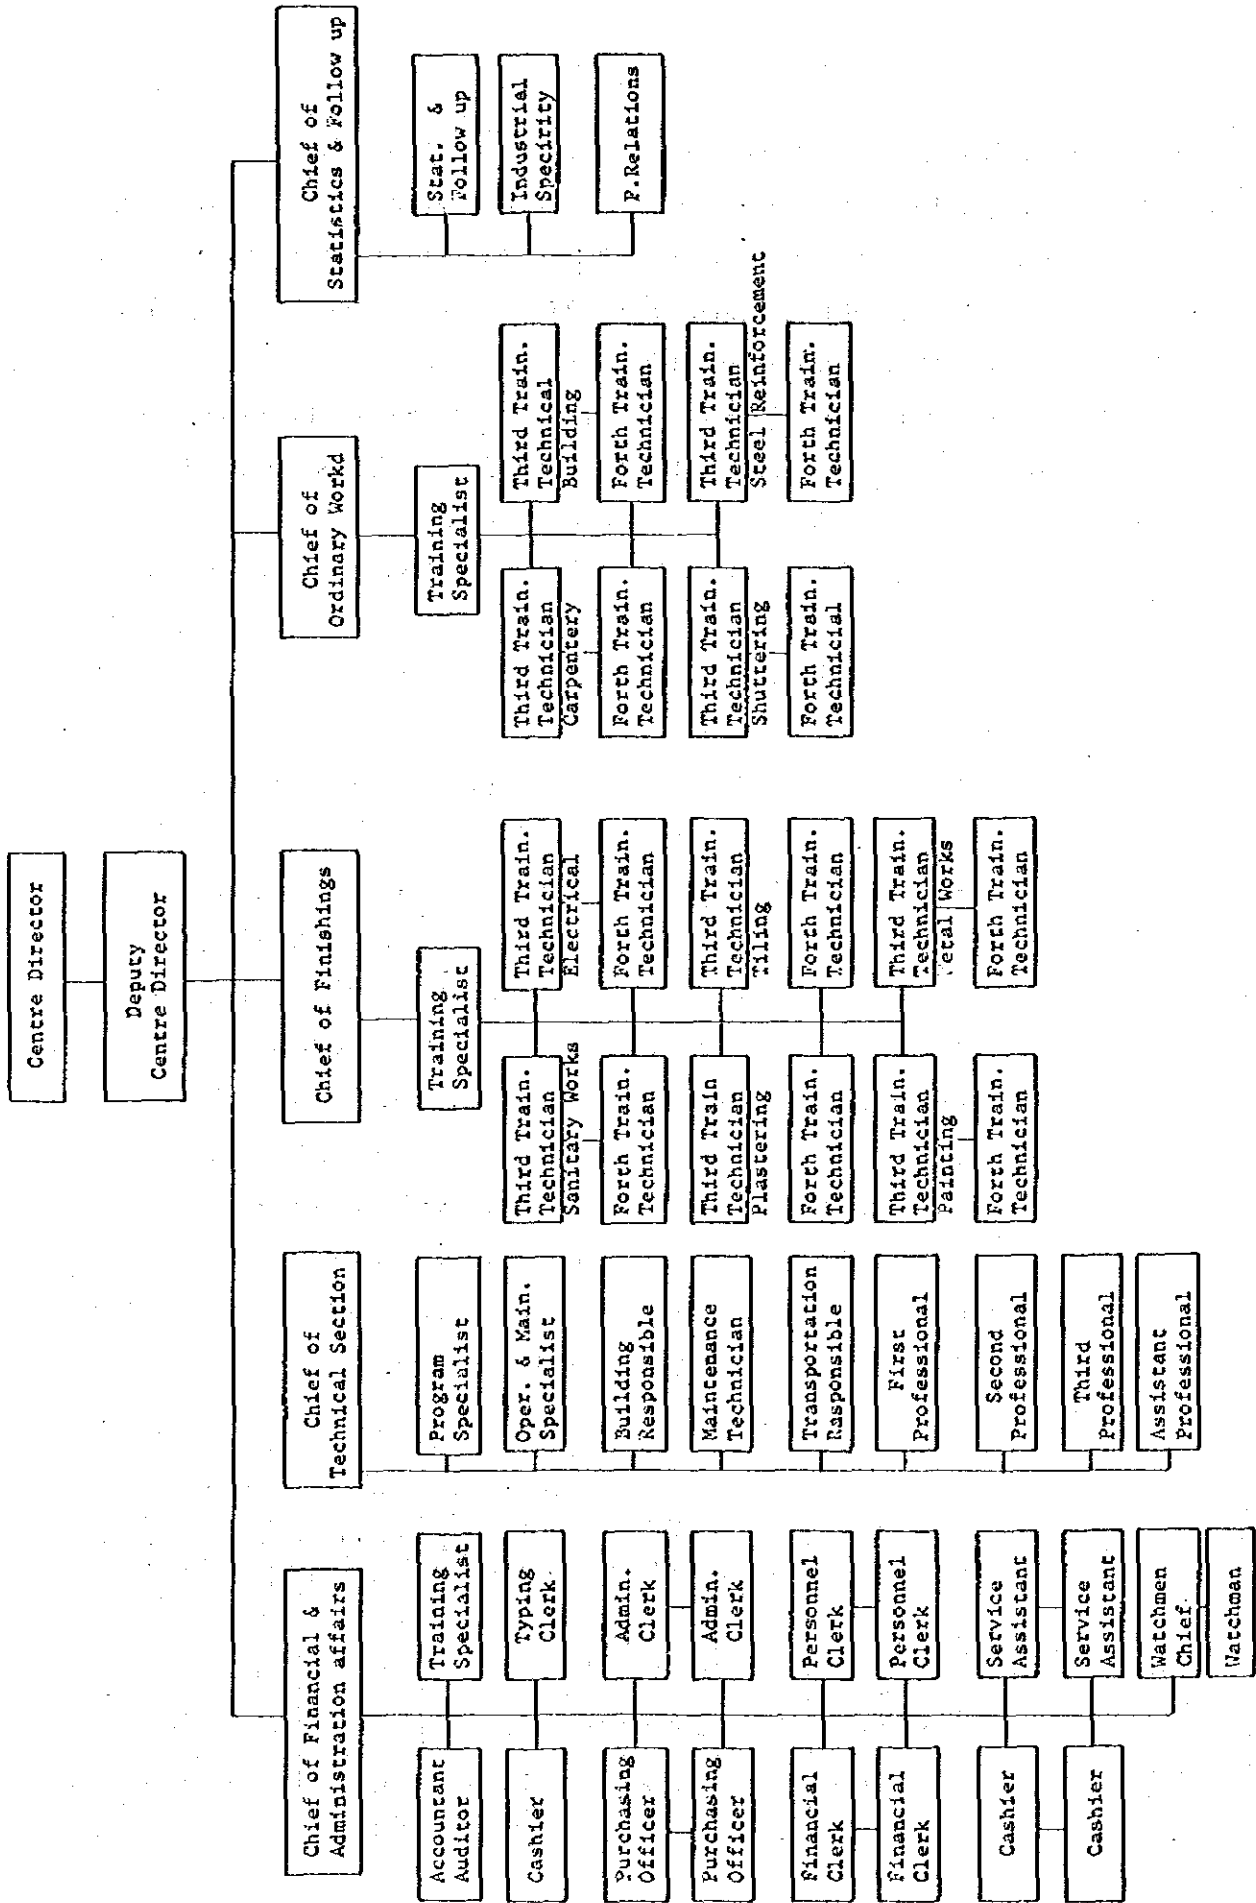 Centre Director
Deputy
Centre Director
Chief of Financial &
Administration affairs
Accountant
Auditor
Training
Specialist
Cashier
Typing
Clerk
Purchasing
Officer
Admin.
Clerk
Purchasing
Officer
Admin.
Clerk
Financial
Clerk
Personnel
Clerk
Financial
Clerk
Personnel
Clerk
Cashier
Service
Assistant
Cashier
Service
Assistant
Watchmen
Chief
Watchman
Chief of
Technical Section
Program
Specialist
Oper. & Main.
Specialist
Building
Responsible
Maintenance
Technician
Transportation
Rasponsible
First
Professional
Second
Professional
Third
Professional
Assistant
Professional
Chief of Finishings
Training
Specialist
Third Train.
Technician
Sanitary Works
Third Train.
Technician
Electrical
Forth Train.
Technician
Forth Train.
Technician
Third Train
Technician
Plastering
Third Train.
Technician
Tiling
Forth Train.
Technician
Forth Train.
Technician
Third Train.
Technician
Painting
Third Train.
Technician
etal Works
Forth Train.
Technician
Forth Train.
Technician
Chief of
Ordinary Workd
Training
Specialist
Third Train.
Technician
Carpentery
Third Train.
Technical
Building
Forth Train.
Technician
Forth Train.
Technician
Third Train.
Technician
Shuttering
Third Train.
Technician
Steel Reinforcement
Forth Train.
Technicial
Forth Train.
Technician
Chief of
Statistics & Follow up
Stat. &
Follow up
Industrial
Specirity
P.Relations